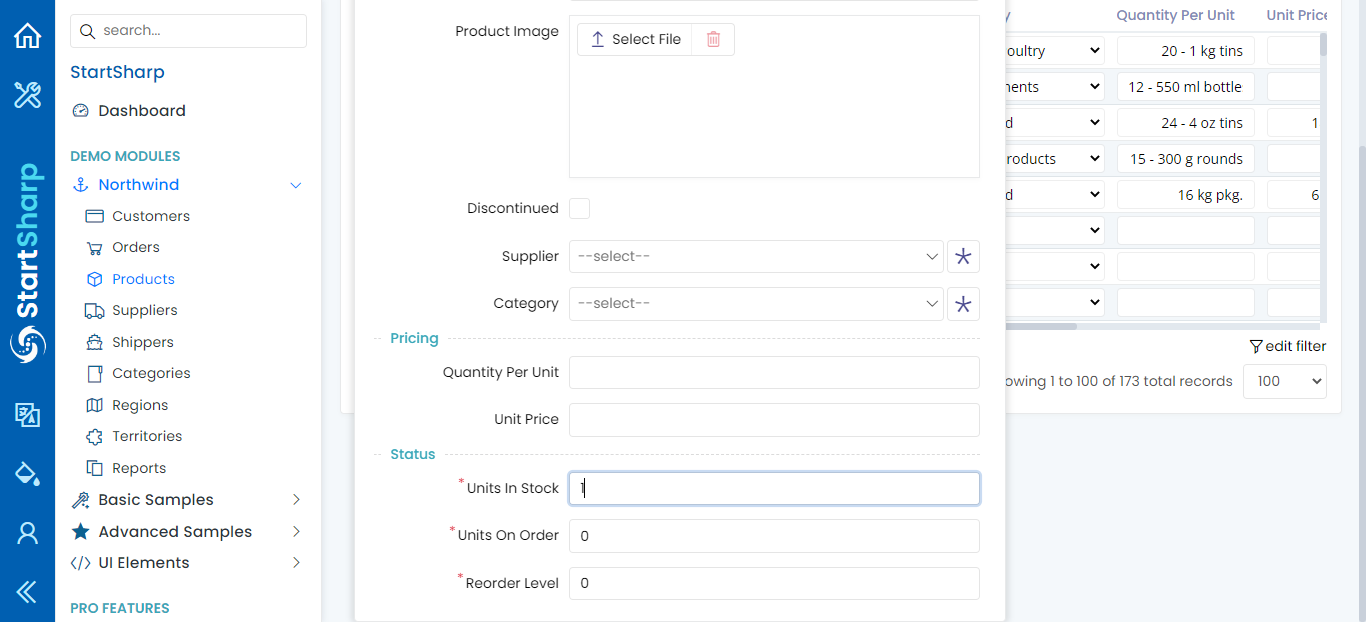 search...
StartSharp
Dashboard
DEMO MODULES
Northwind
Customers
Orders
Products
Suppliers
Shippers
Categories
Regions
Territories
Reports
Basic Samples
Advanced Samples
UI Elements
PRO FEATURES
StartSharp
Product Image
Select File
Discontinued
Supplier
--select--
Category
--select--
Pricing
Quantity Per Unit
Unit Price
Status
*Units In Stock
1
*Units On Order
0
*Reorder Level
0
y Quantity Per Unit Unit Price
oultry 20 - 1 kg tins
ments 12 - 550 ml bottle
d 24 - 4 oz tins 1
roducts 15 - 300 g rounds
d 16 kg pkg. 6
edit filter
owing 1 to 100 of 173 total records 100